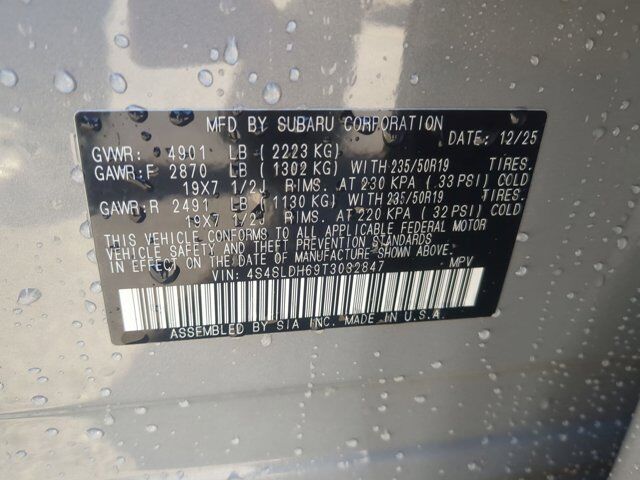 MFD BY SUBARU CORPORATION
DATE: 12/25
GVWR: 4901 LB (2223 KG)
GAWR:F 2870 LB (1302 KG) WITH 235/50R19 TIRES.
19X7 1/2J RIMS. AT 230 KPA (33 PSI) COLD
GAWR:R 2491 LB (1130 KG) WITH 235/50R19 TIRES.
19X7 1/2J RIMS. AT 220 KPA (32 PSI) COLD
THIS VEHICLE CONFORMS TO ALL APPLICABLE FEDERAL MOTOR
VEHICLE SAFETY AND THEFT PREVENTION STANDARDS
IN EFFECT ON THE DATE OF MANUFACTURE SHOWN ABOVE.
VIN: 4S4SLDH69T3082847 MPV
ASSEMBLED BY SIA INC. MADE IN U.S.A.